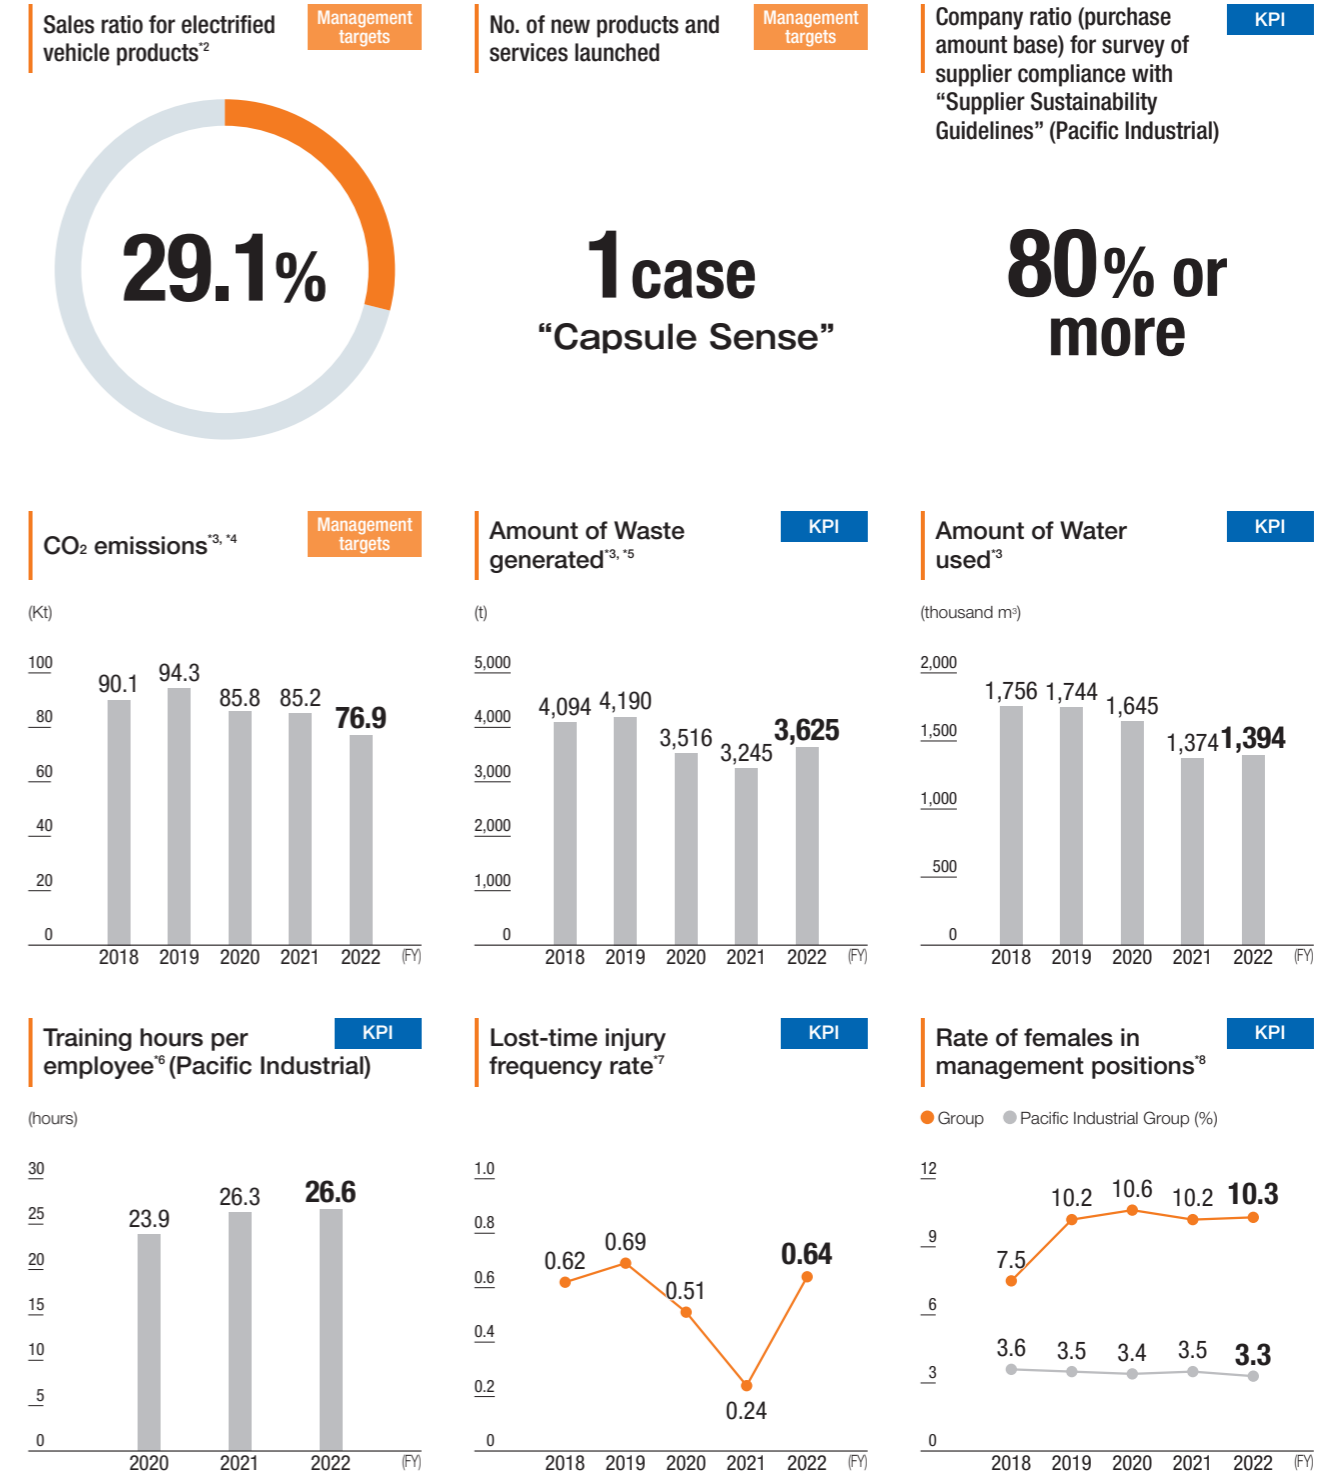 Sales ratio for electrified
vehicle products*2
Management
targets
29.1%
No. of new products and
services launched
Management
targets
1 case
“Capsule Sense”
Company ratio (purchase
amount base) for survey of
supplier compliance with
“Supplier Sustainability
Guidelines” (Pacific Industrial)
KPI
80% or
more
CO2 emissions*3, *4
Management
targets
(Kt)
100
80
60
40
20
0
90.1
94.3
85.8
85.2
76.9
2018 2019 2020 2021 2022 (FY)
Amount of Waste
generated*3, *5
KPI
(t)
5,000
4,000
3,000
2,000
1,000
0
4,094
4,190
3,516
3,245
3,625
2018 2019 2020 2021 2022 (FY)
Amount of Water
used*3
KPI
(thousand m3)
2,000
1,500
1,000
500
0
1,756
1,744
1,645
1,374
1,394
2018 2019 2020 2021 2022 (FY)
Training hours per
employee*6 (Pacific Industrial)
KPI
(hours)
30
25
20
15
10
5
0
23.9
26.3
26.6
2020 2021 2022 (FY)
Lost-time injury
frequency rate*7
KPI
1.0
0.8
0.6
0.4
0.2
0
0.62
0.69
0.51
0.24
0.64
2018 2019 2020 2021 2022 (FY)
Rate of females in
management positions*8
KPI
Group Pacific Industrial Group (%)
12
9
6
3
0
7.5
10.2
10.6
10.2
10.3
3.6
3.5
3.4
3.5
3.3
2018 2019 2020 2021 2022 (FY)